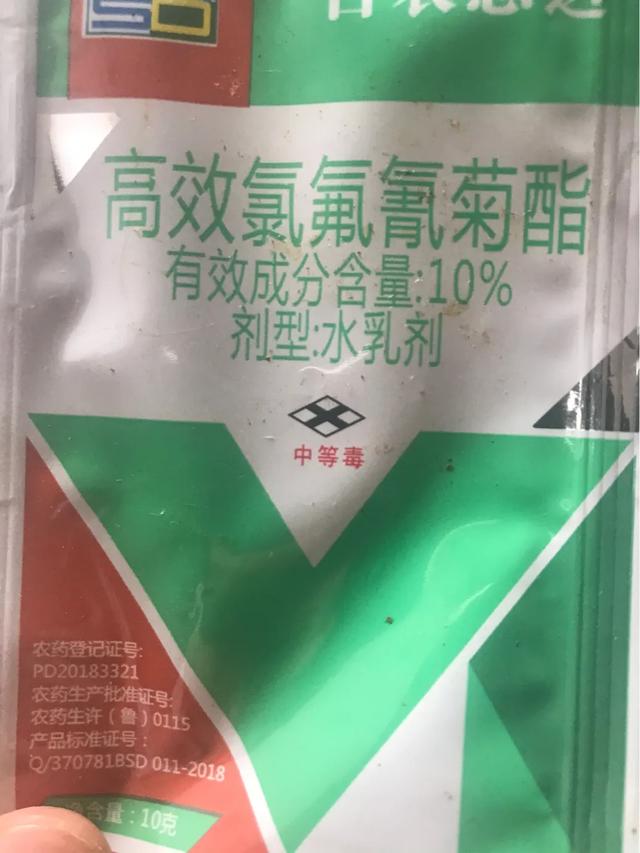 高效氯氟氰菊酯
有效成分含量:10%
剂型:水乳剂
中等毒
农药登记证号:
PD20183321
农药生产批准证号:
农药生许（鲁）0115
产品标准证号：
Q/370781BSD 011-2018
净含量：10克